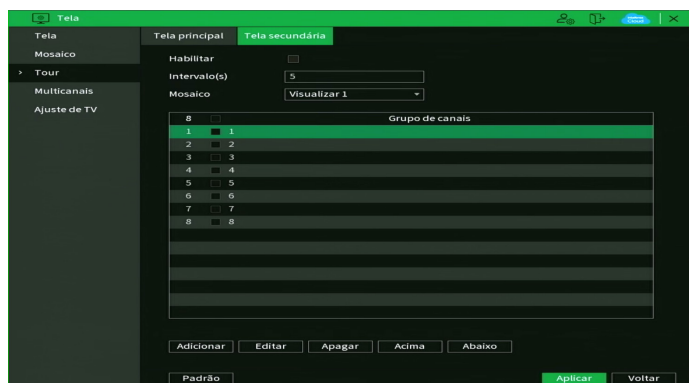 Tela
Tela
Mosaico
> Tour
Multicanais
Ajuste de TV
Tela principal Tela secundária
Habilitar
Intervalo(s) 5
Mosaico Visualizar 1
8 Grupo de canais
1 1
2 2
3 3
4 4
5 5
6 6
7 7
8 8
Adicionar Editar Apagar Acima Abaixo
Padrão Aplicar Voltar